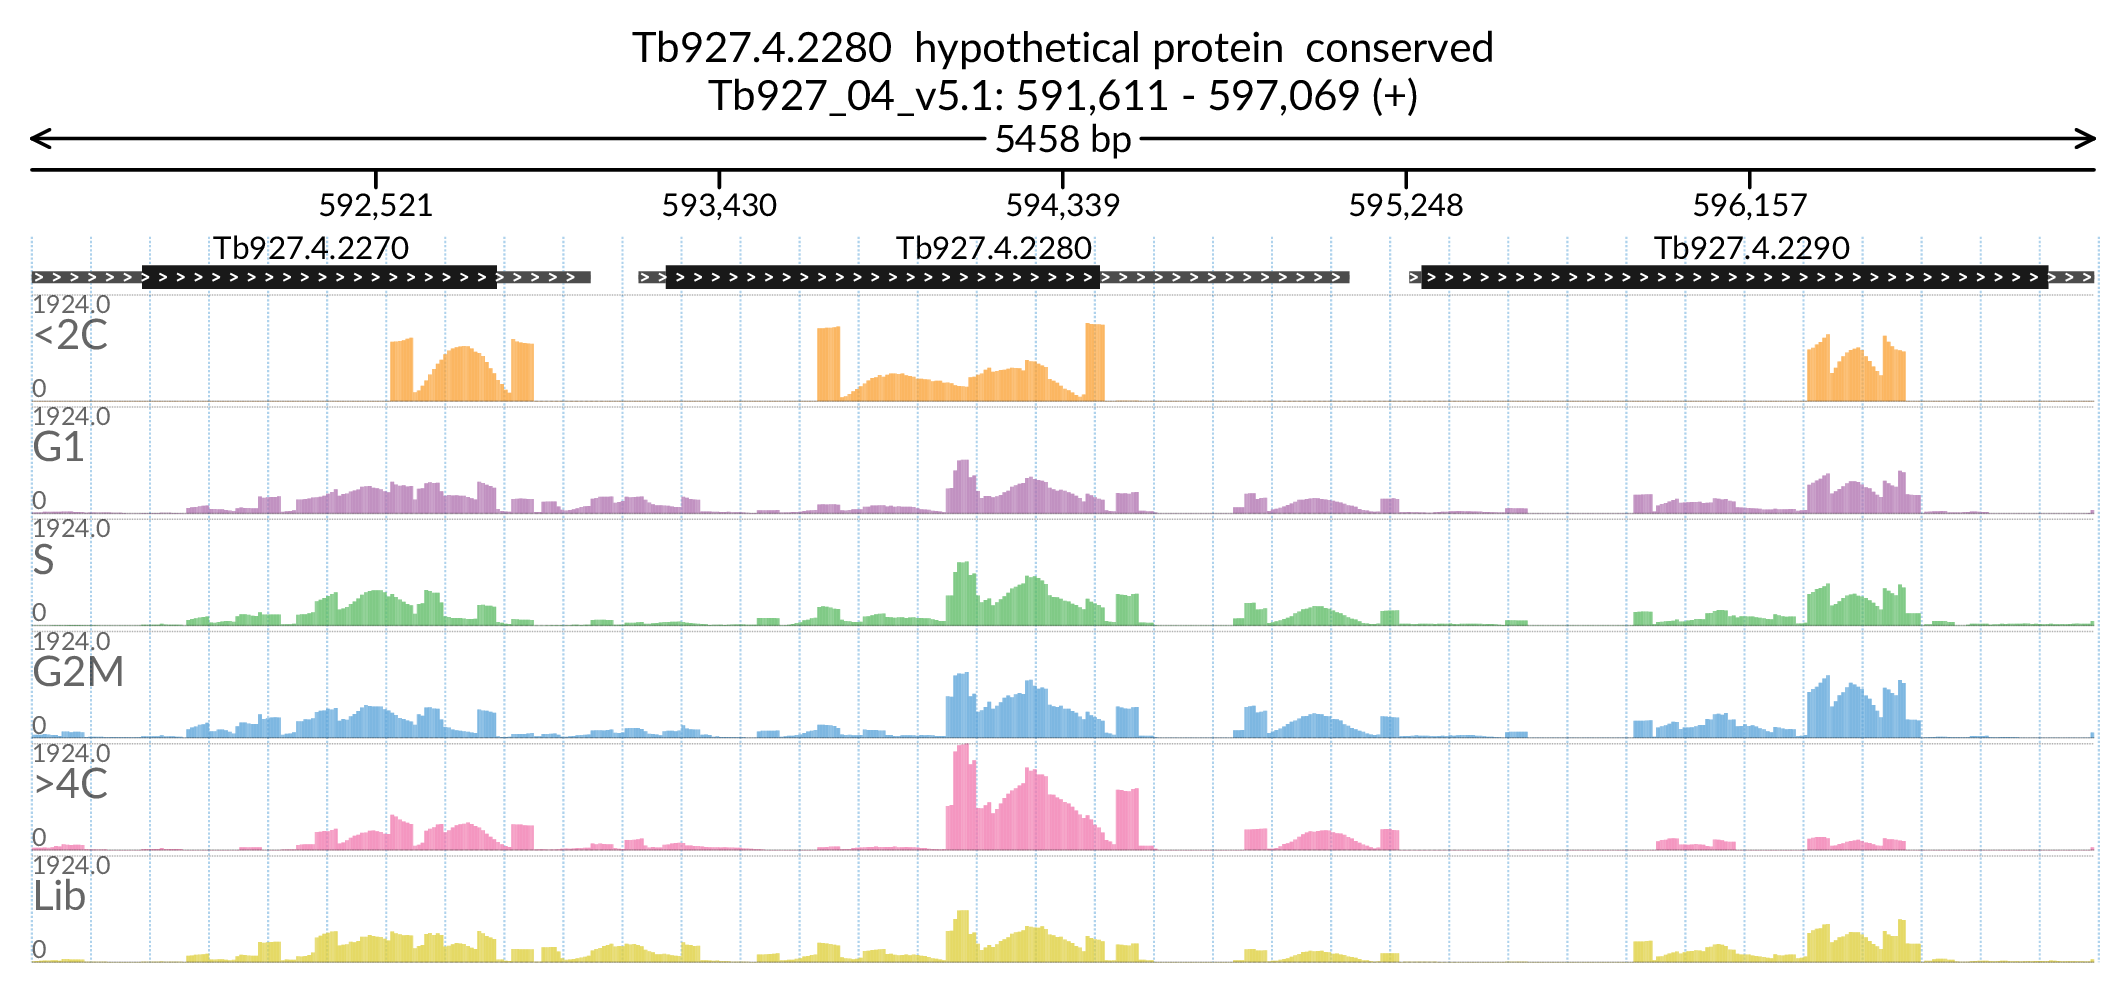 Tb927.4.2280 hypothetical protein conserved
Tb927_04_v5.1: 591,611 - 597,069 (+)
5458 bp
592,521 593,430 594,339 595,248 596,157
Tb927.4.2270 Tb927.4.2280 Tb927.4.2290
1924.0
<2C
0
1924.0
G1
0
1924.0
S
0
1924.0
G2M
0
1924.0
>4C
0
1924.0
Lib
0